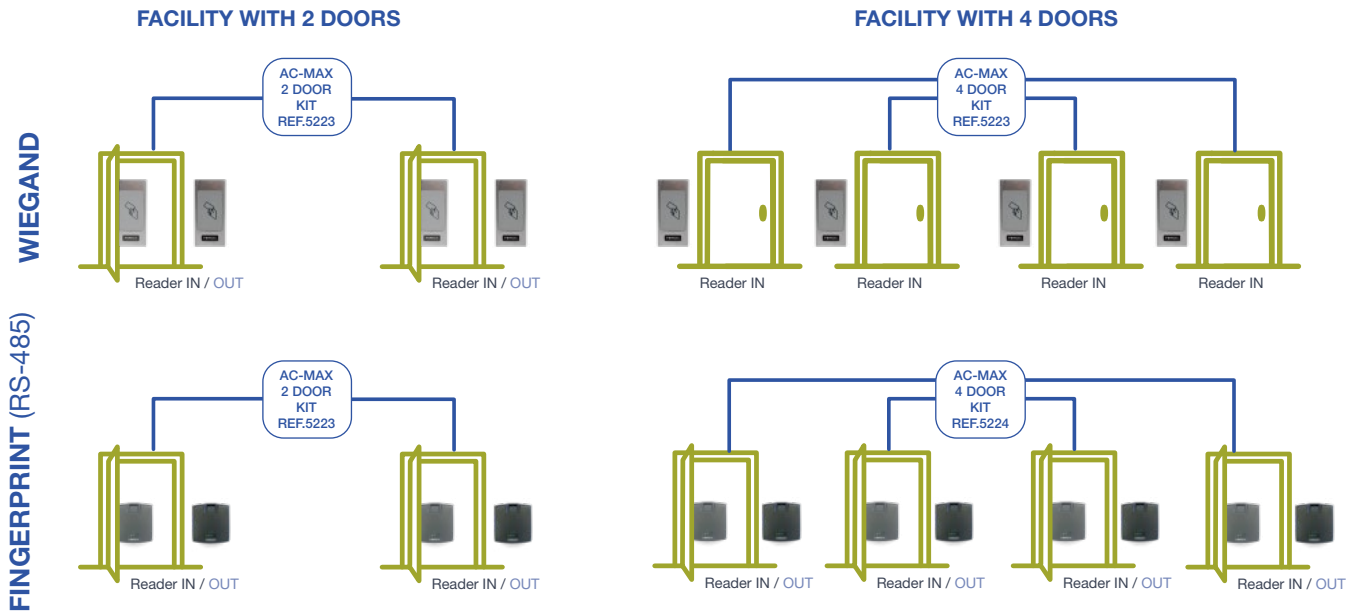 FACILITY WITH 2 DOORS
FACILITY WITH 4 DOORS
WIEGAND
AC-MAX
2 DOOR
KIT
REF.5223
Reader IN / OUT
Reader IN / OUT
AC-MAX
4 DOOR
KIT
REF.5223
Reader IN
Reader IN
Reader IN
Reader IN
FINGERPRINT (RS-485)
AC-MAX
2 DOOR
KIT
REF.5223
Reader IN / OUT
Reader IN / OUT
AC-MAX
4 DOOR
KIT
REF.5224
Reader IN / OUT
Reader IN / OUT
Reader IN / OUT
Reader IN / OUT